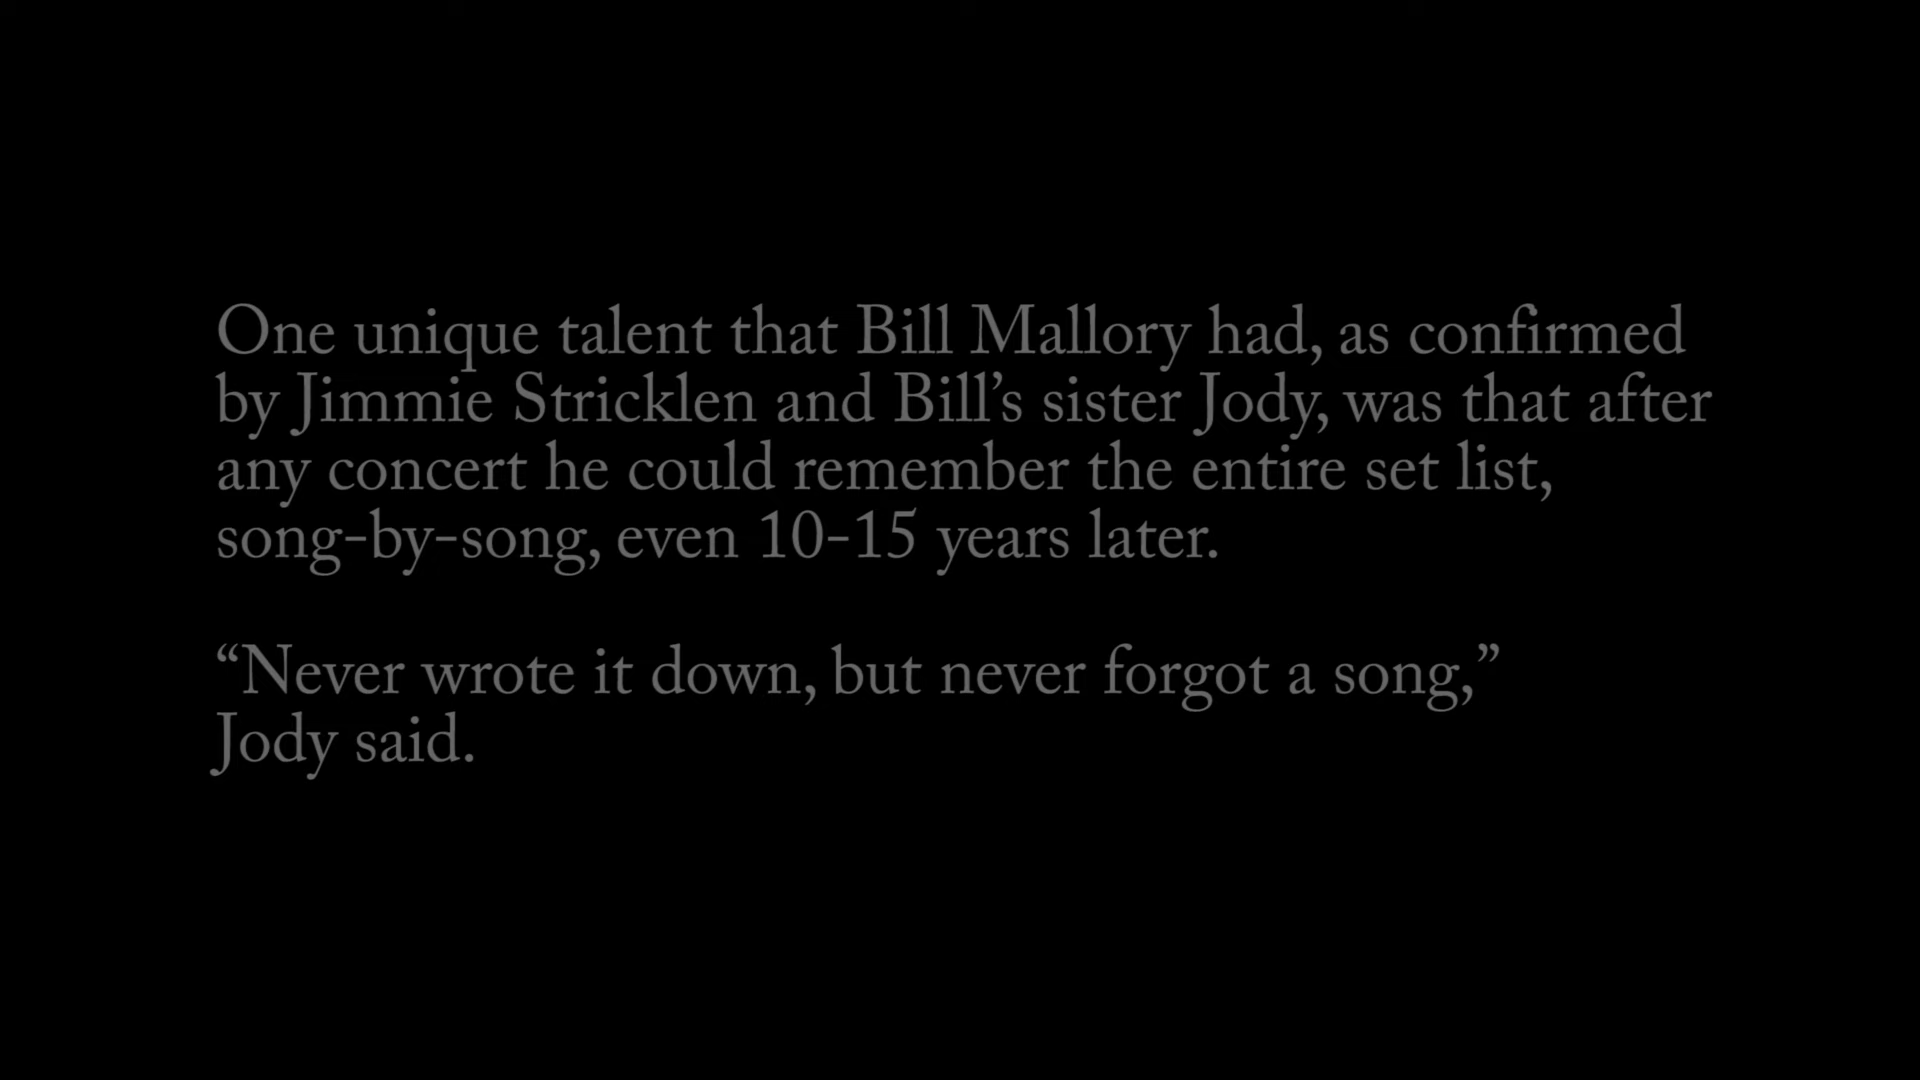 One unique talent that Bill Mallory had, as confirmed
by Jimmie Stricklen and Bill’s sister Jody, was that after
any concert he could remember the entire set list,
song-by-song, even 10-15 years later.
“Never wrote it down, but never forgot a song,”
Jody said.